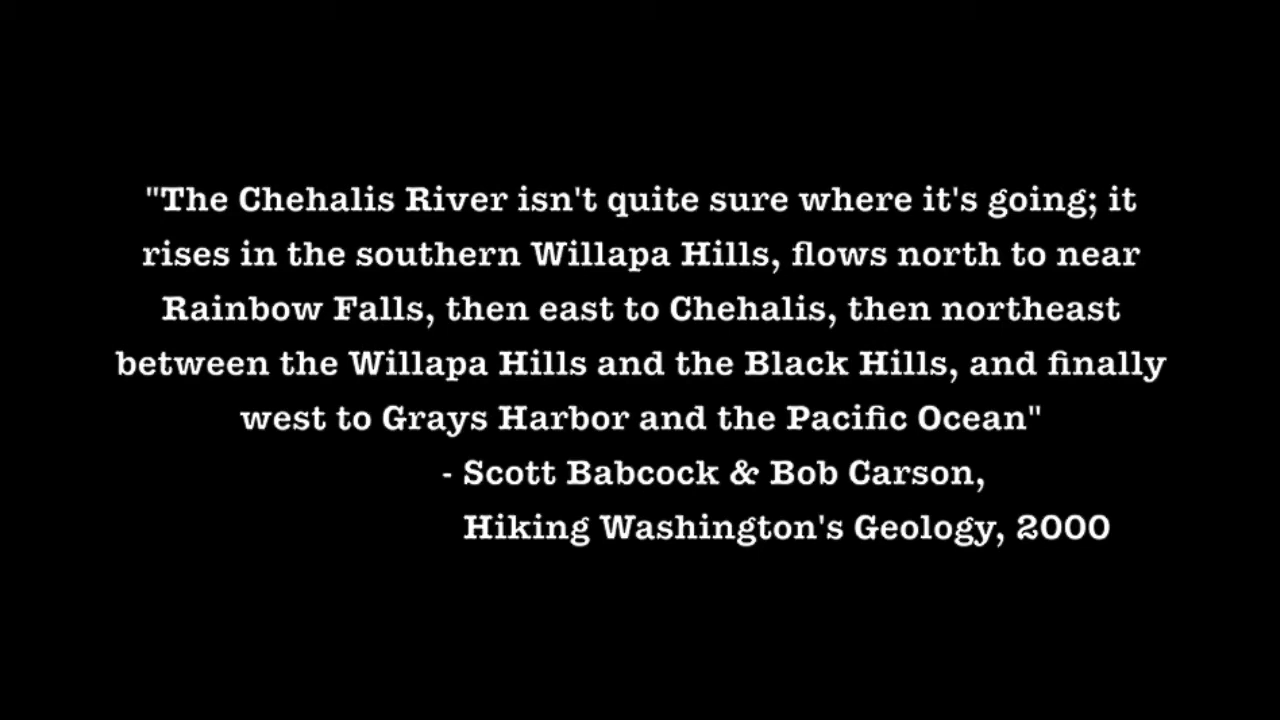 "The Chehalis River isn't quite sure where it's going; it
rises in the southern Willapa Hills, flows north to near
Rainbow Falls, then east to Chehalis, then northeast
between the Willapa Hills and the Black Hills, and finally
west to Grays Harbor and the Pacific Ocean"
- Scott Babcock & Bob Carson,
Hiking Washington's Geology, 2000